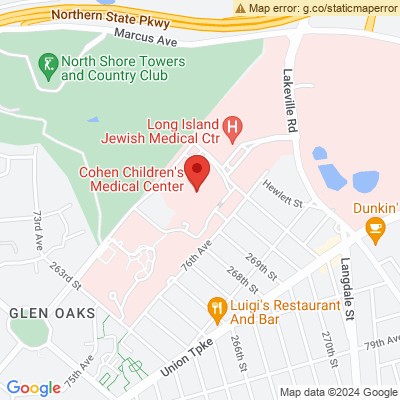 Map error: g.co/staticmaperror
Northern State Pkwy
Marcus Ave
North Shore Towers
and Country Club
Lakeville Rd
Long Island
Jewish Medical Ctr
H
Cohen Children's
Medical Center
Hewlett St
73rd Ave
Dunkin'
263rd St
76th Ave
269th St
268th St
Langdale St
GLEN OAKS
Luigi's Restaurant
And Bar
Union Tpke
266th St
270th St
79th Ave
75th Ave
Google
Map data ©2024 Google